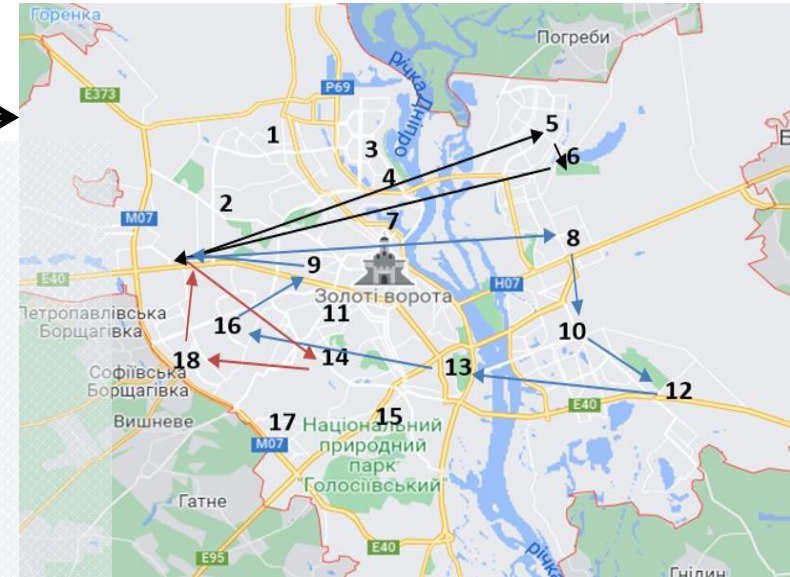 Горенка
Погреби
річка Дніпро
P69
E373
1
3
5
6
4
2
M07
7
8
9
E40
H07
Золоті ворота
Петропавлівська
Борщагівка
11
16
10
14
13
18
Софіївська
Борщагівка
12
E40
15
17
Вишневе
M07
Національний
природний
парк
"Голосіївський"
Гатне
E95
E40
Гнідин